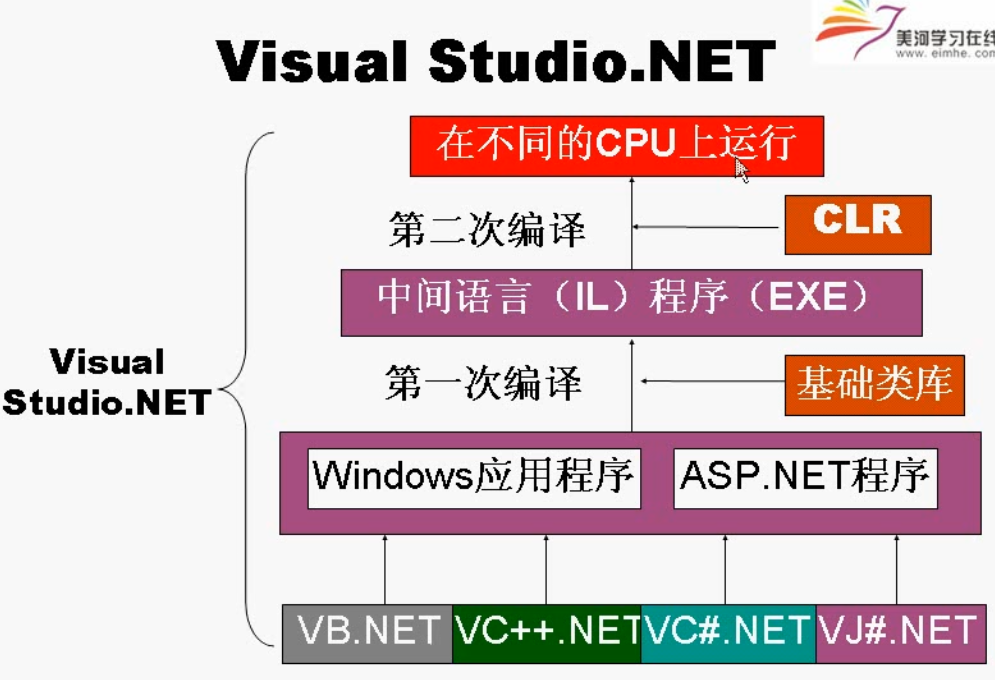 美河学习在线
www.eimhe.com
Visual Studio.NET
在不同的CPU上运行
第二次编译
CLR
中间语言（IL）程序（EXE）
Visual
Studio.NET
第一次编译
基础类库
Windows应用程序
ASP.NET程序
VB.NET
VC++.NET
VC#.NET
VJ#.NET